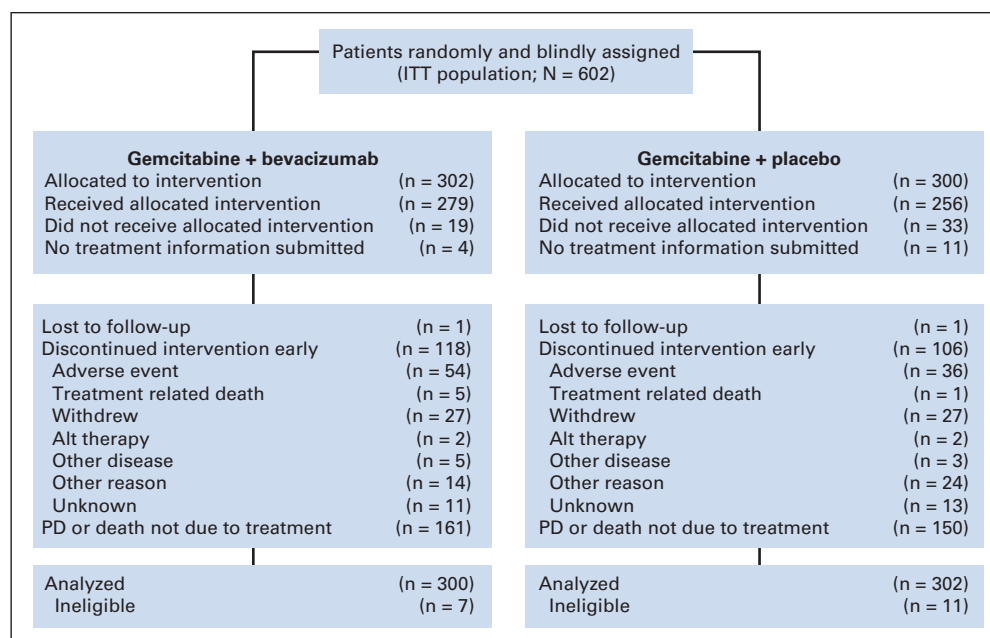 Patients randomly and blindly assigned
(ITT population; N = 602)
Gemcitabine + bevacizumab
Allocated to intervention (n = 302)
Received allocated intervention (n = 279)
Did not receive allocated intervention (n = 19)
No treatment information submitted (n = 4)
Lost to follow-up (n = 1)
Discontinued intervention early (n = 118)
Adverse event (n = 54)
Treatment related death (n = 5)
Withdrew (n = 27)
Alt therapy (n = 2)
Other disease (n = 5)
Other reason (n = 14)
Unknown (n = 11)
PD or death not due to treatment (n = 161)
Analyzed (n = 300)
Ineligible (n = 7)
Gemcitabine + placebo
Allocated to intervention (n = 300)
Received allocated intervention (n = 256)
Did not receive allocated intervention (n = 33)
No treatment information submitted (n = 11)
Lost to follow-up (n = 1)
Discontinued intervention early (n = 106)
Adverse event (n = 36)
Treatment related death (n = 1)
Withdrew (n = 27)
Alt therapy (n = 2)
Other disease (n = 3)
Other reason (n = 24)
Unknown (n = 13)
PD or death not due to treatment (n = 150)
Analyzed (n = 302)
Ineligible (n = 11)